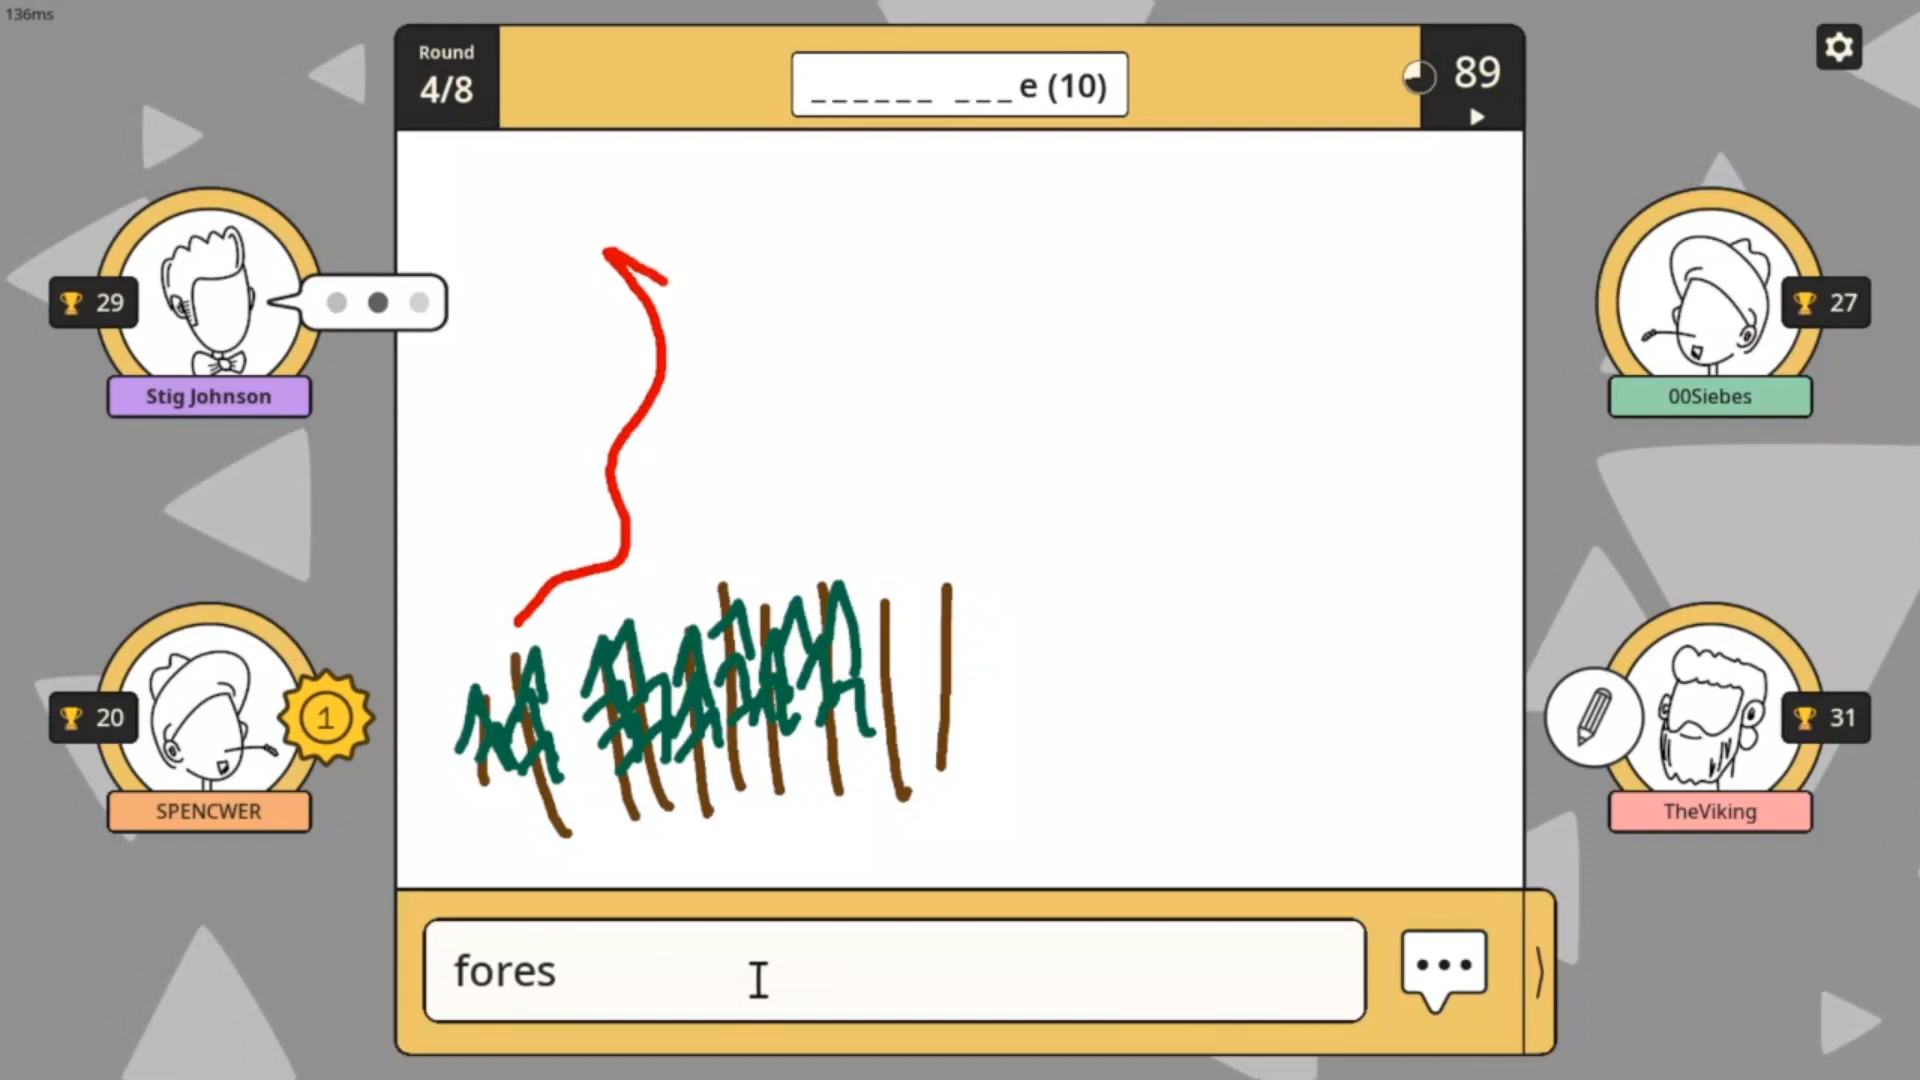 136ms
Round
4/8
______ ___e (10)
89
29
Stig Johnson
27
00Siebes
20
1
SPENCWER
31
TheViking
fores